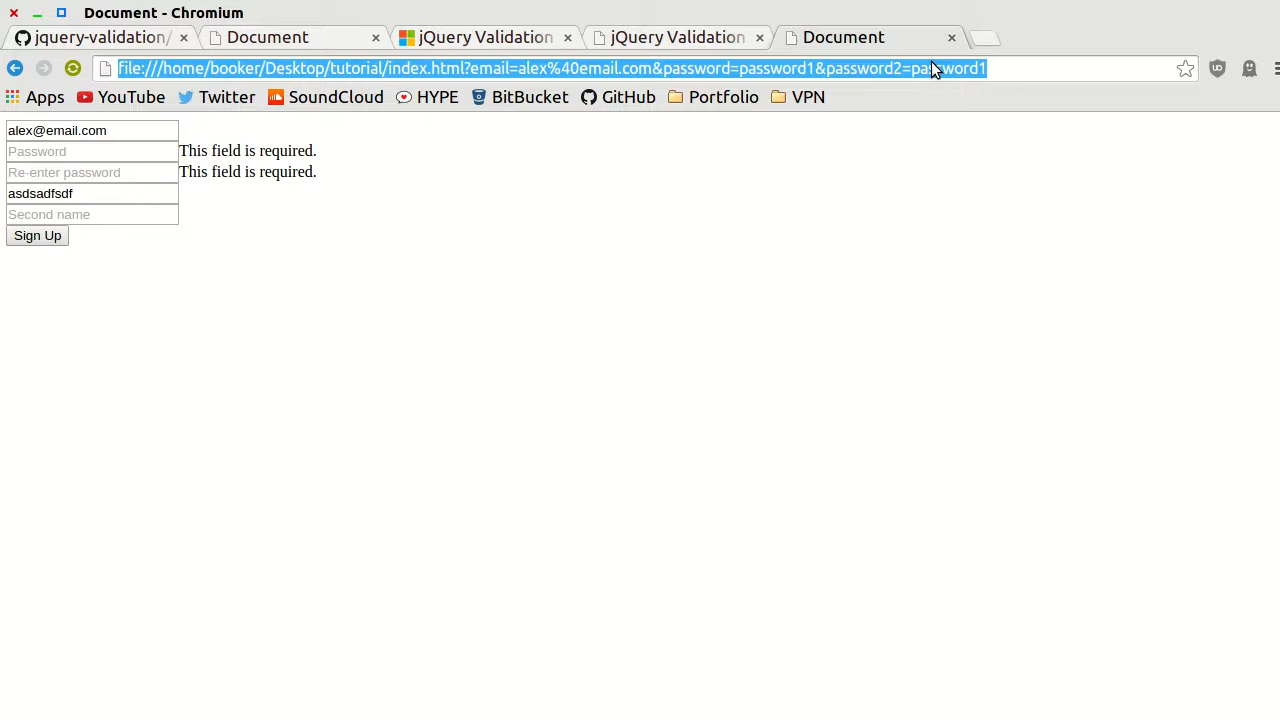 Document - Chromium
jquery-validation/ Document jQuery Validation jQuery Validation Document
file:///home/booker/Desktop/tutorial/index.html?email=alex%40email.com&password=password1&password2=password1
Apps YouTube Twitter SoundCloud HYPE BitBucket GitHub Portfolio VPN
alex@email.com
Password This field is required.
Re-enter password This field is required.
asdsadfsdf
Second name
Sign Up